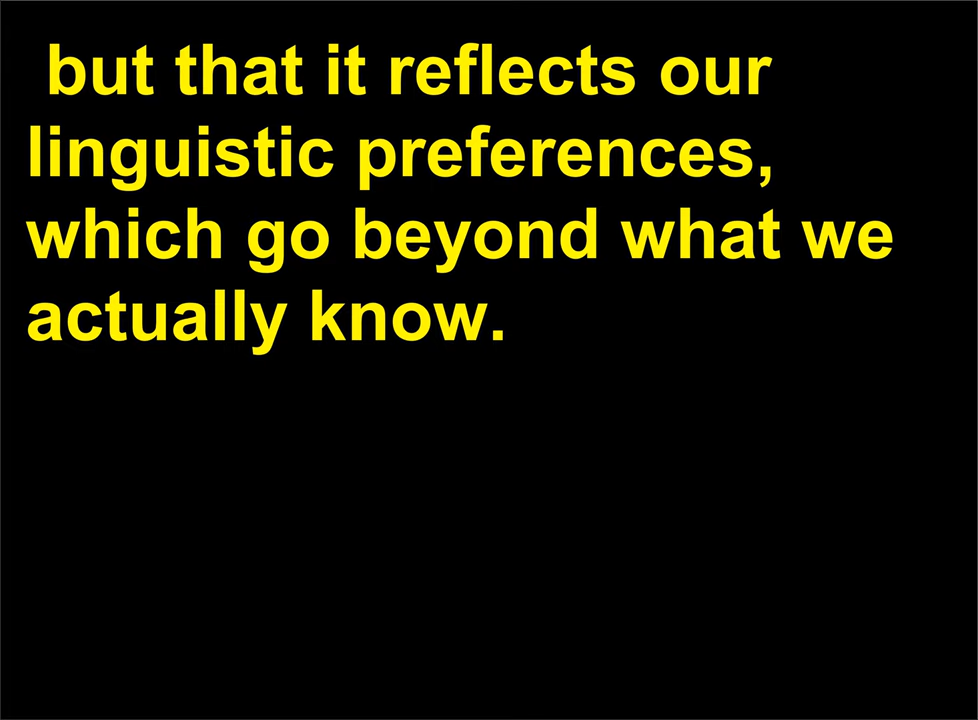 but that it reflects our
linguistic preferences,
which go beyond what we
actually know.